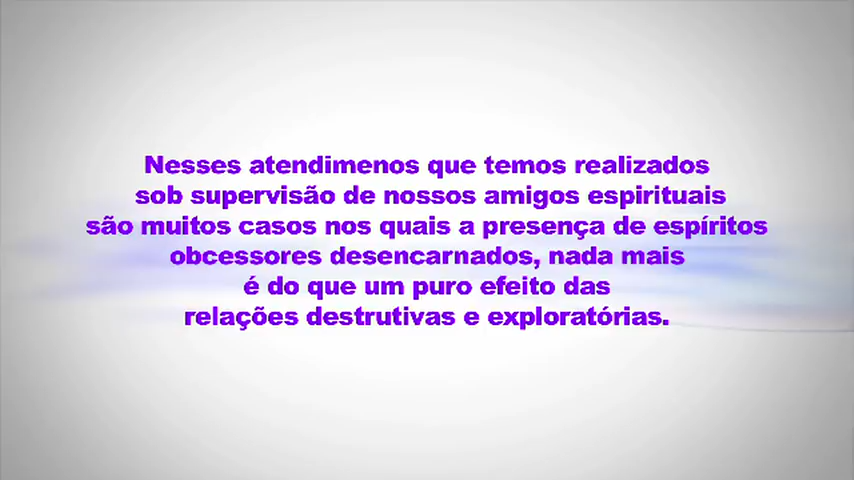 Nesses atendimenos que temos realizados
sob supervisão de nossos amigos espirituais
são muitos casos nos quais a presença de espíritos
obcessores desencarnados, nada mais
é do que um puro efeito das
relações destrutivas e exploratórias.